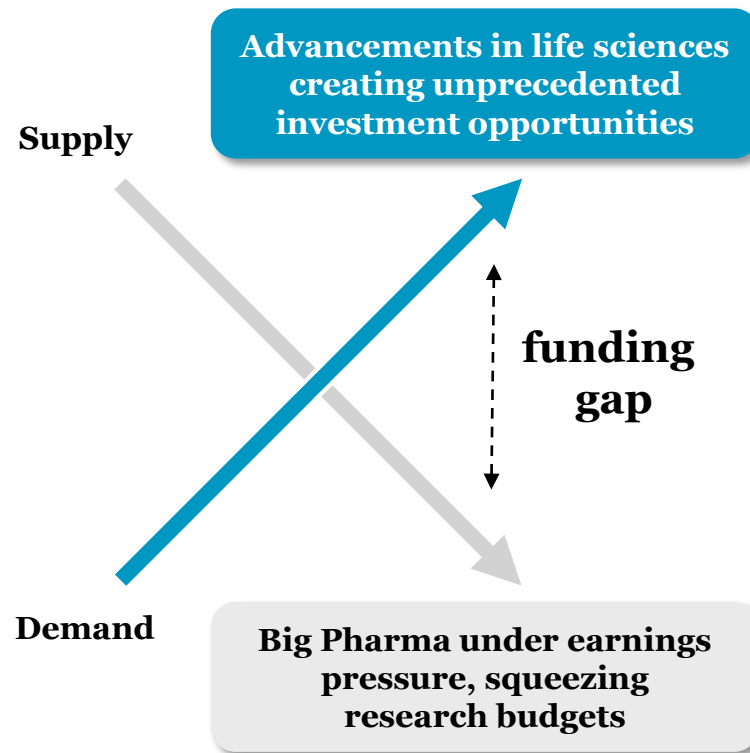 Advancements in life sciences
creating unprecedented
investment opportunities
Supply
funding
gap
Demand
Big Pharma under earnings
pressure, squeezing
research budgets